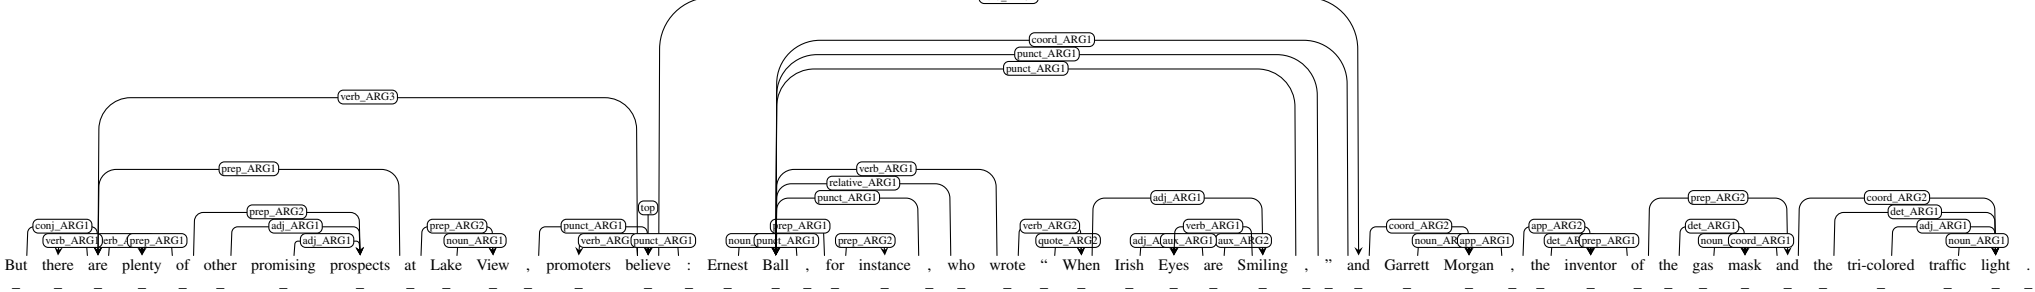 coord_ARG1
punct_ARG1
punct_ARG1
verb_ARG3
prep_ARG1 verb_ARG1
relative_ARG1
prep_ARG2 punct_ARG1 adj_ARG1 prep_ARG2 coord_ARG2
top det_ARG1
conj_ARG1 adj_ARG1 prep_ARG2 punct_ARG1 prep_ARG1 verb_ARG2 verb_ARG1 coord_ARG2 app_ARG2 det_ARG1 adj_ARG1
verb_ARG1 prep_ARG1 adj_ARG1 noun_ARG1 punct_ARG1 punct_ARG1 prep_ARG2 quote_ARG2 aux_ARG2 app_ARG1 prep_ARG1 coord_ARG1 noun_ARG1
But there are plenty of other promising prospects at Lake View , promoters believe : Ernest Ball , for instance , who wrote “ When Irish Eyes are Smiling , ” and Garrett Morgan , the inventor of the gas mask and the tri-colored traffic light .